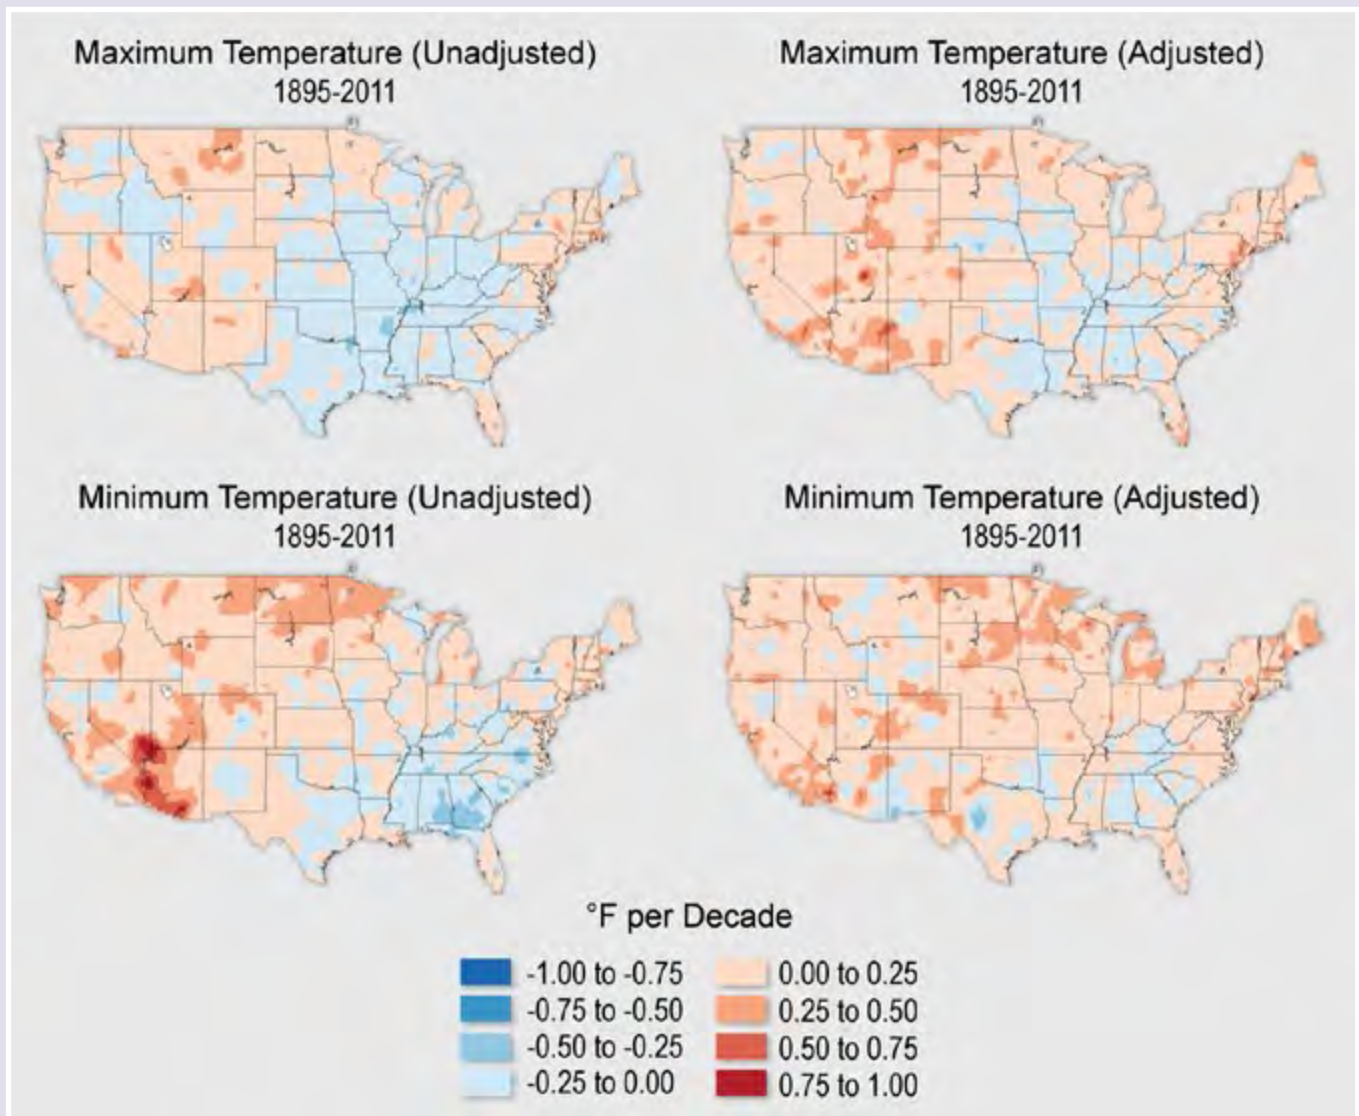 Maximum Temperature (Unadjusted)
1895-2011
Maximum Temperature (Adjusted)
1895-2011
Minimum Temperature (Unadjusted)
1895-2011
Minimum Temperature (Adjusted)
1895-2011
°F per Decade
-1.00 to -0.75
-0.75 to -0.50
-0.50 to -0.25
-0.25 to 0.00
0.00 to 0.25
0.25 to 0.50
0.50 to 0.75
0.75 to 1.00